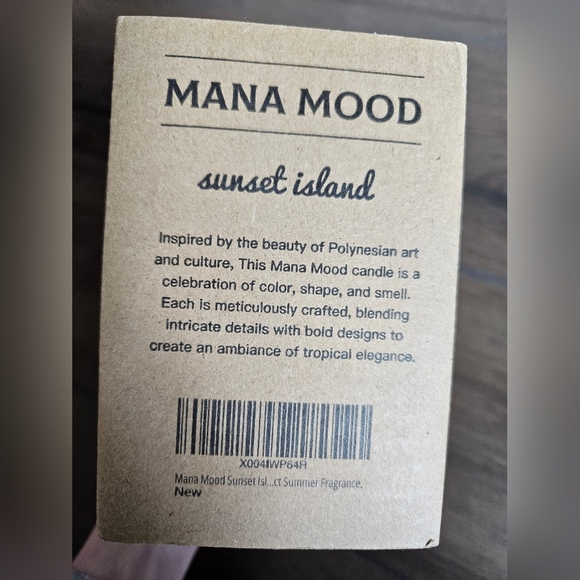 MANA MOOD
sunset island
Inspired by the beauty of Polynesian art
and culture, This Mana Mood candle is a
celebration of color, shape, and smell.
Each is meticulously crafted, blending
intricate details with bold designs to
create an ambiance of tropical elegance.
X004IWP64R
Mana Mood Sunset Isl...ct Summer Fragrance,
New